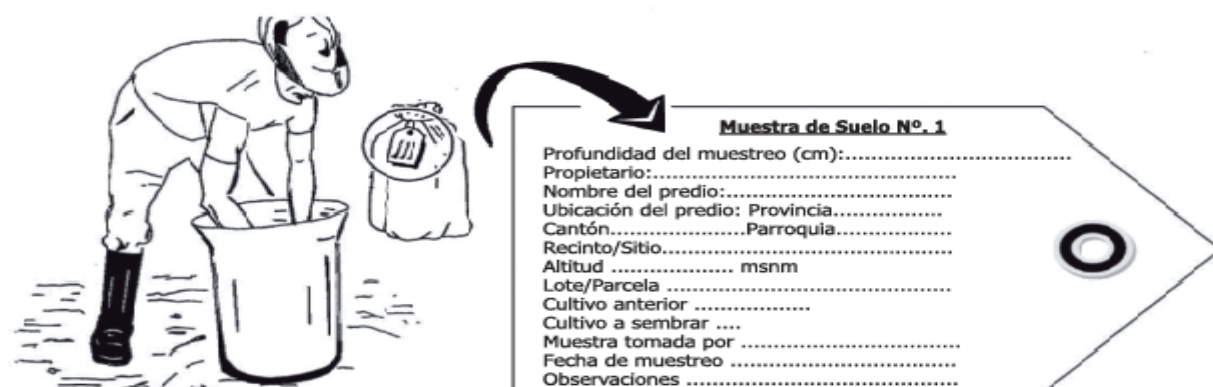 Muestra de Suelo Nº. 1
Profundidad del muestreo (cm):....................................
Propietario:.................................................
Nombre del predio:....................................
Ubicación del predio: Provincia..................
Cantón......................Parroquia...................
Recinto/Sitio...............................................
Altitud .................... msnm
Lote/Parcela ..............................................
Cultivo anterior ...................
Cultivo a sembrar ....
Muestra tomada por ...................................
Fecha de muestreo .....................................
Observaciones ............................................